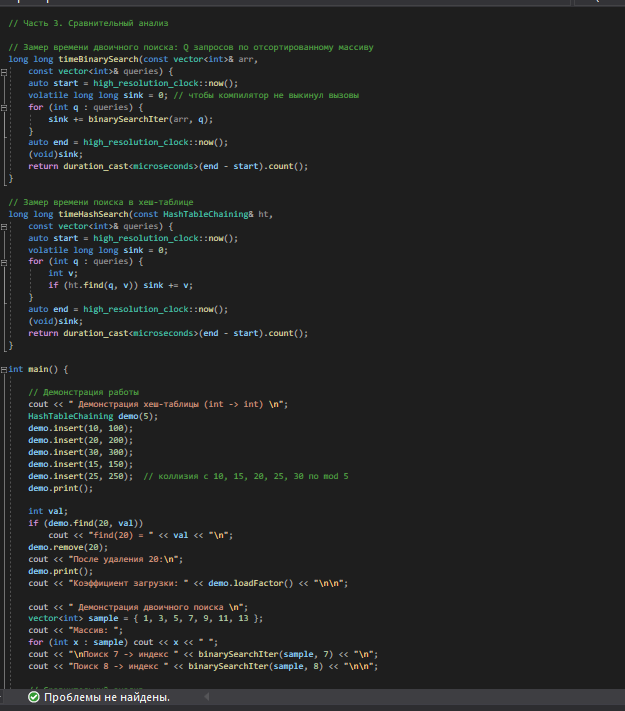 // Часть 3. Сравнительный анализ
// Замер времени двоичного поиска: Q запросов по отсортированному массиву
long long timeBinarySearch(const vector<int>& arr,
    const vector<int>& queries) {
    auto start = high_resolution_clock::now();
    volatile long long sink = 0; // чтобы компилятор не выкинул вызовы
    for (int q : queries) {
        sink += binarySearchIter(arr, q);
    }
    auto end = high_resolution_clock::now();
    (void)sink;
    return duration_cast<microseconds>(end - start).count();
}
// Замер времени поиска в хеш-таблице
long long timeHashSearch(const HashTableChaining& ht,
    const vector<int>& queries) {
    auto start = high_resolution_clock::now();
    volatile long long sink = 0;
    for (int q : queries) {
        int v;
        if (ht.find(q, v)) sink += v;
    }
    auto end = high_resolution_clock::now();
    (void)sink;
    return duration_cast<microseconds>(end - start).count();
}
int main() {
    // Демонстрация работы
    cout << " Демонстрация хеш-таблицы (int -> int) \n";
    HashTableChaining demo(5);
    demo.insert(10, 100);
    demo.insert(20, 200);
    demo.insert(30, 300);
    demo.insert(15, 150);
    demo.insert(25, 250);  // коллизия с 10, 15, 20, 25, 30 по mod 5
    demo.print();
    int val;
    if (demo.find(20, val))
        cout << "find(20) = " << val << "\n";
    demo.remove(20);
    cout << "После удаления 20:\n";
    demo.print();
    cout << "Коэффициент загрузки: " << demo.loadFactor() << "\n\n";
    cout << " Демонстрация двоичного поиска \n";
    vector<int> sample = { 1, 3, 5, 7, 9, 11, 13 };
    cout << "Массив: ";
    for (int x : sample) cout << x << " ";
    cout << "\nПоиск 7 -> индекс " << binarySearchIter(sample, 7) << "\n";
    cout << "Поиск 8 -> индекс " << binarySearchIter(sample, 8) << "\n\n";
Проблемы не найдены.